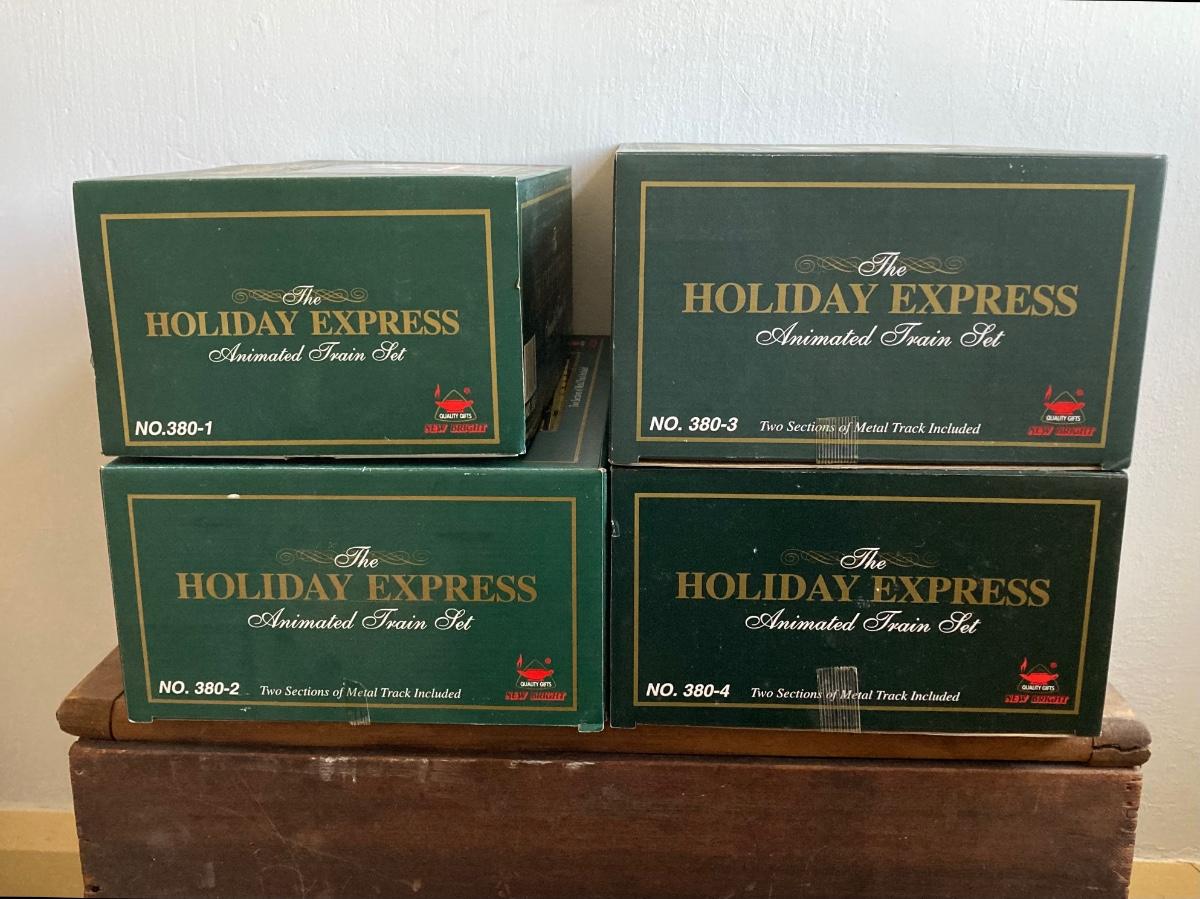 The
HOLIDAY EXPRESS
Animated Train Set
QUALITY GIFTS
NEW BRIGHT
NO.380-1
The
HOLIDAY EXPRESS
Animated Train Set
QUALITY GIFTS
NEW BRIGHT
NO. 380-3 Two Sections of Metal Track Included
The
HOLIDAY EXPRESS
Animated Train Set
QUALITY GIFTS
NEW BRIGHT
NO. 380-2 Two Sections of Metal Track Included
The
HOLIDAY EXPRESS
Animated Train Set
QUALITY GIFTS
NEW BRIGHT
NO. 380-4 Two Sections of Metal Track Included